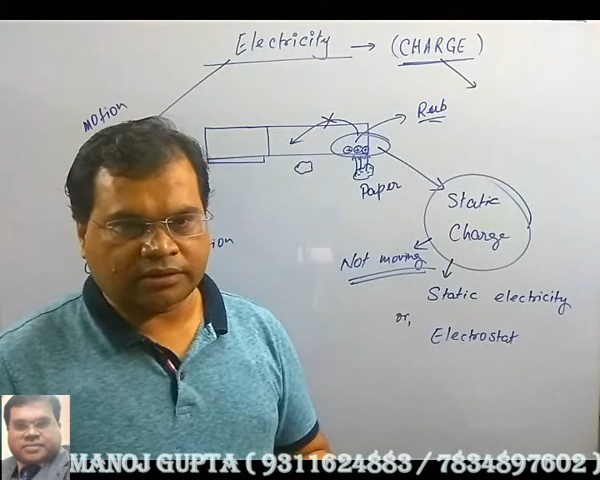 Electricity → (CHARGE)
motion
Rub
Paper
Static
Charge
Not moving
Static electricity
or,
Electrostat
MANOJ GUPTA ( 9311624883 / 7834897602 )